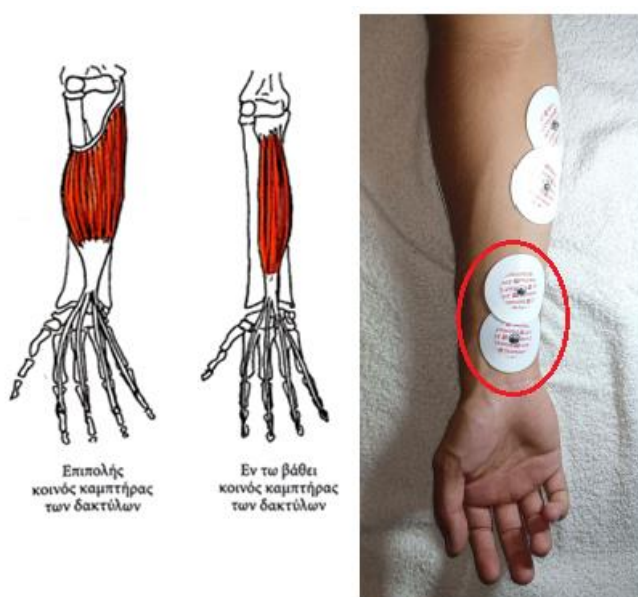 Επιπολής
κοινός καμπτήρας
των δακτύλων
Εν τω βάθει
κοινός καμπτήρας
των δακτύλων